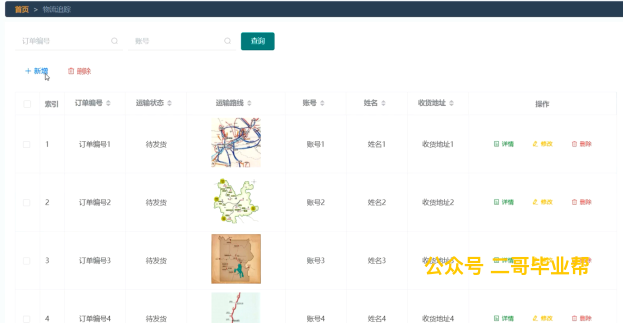 首页 > 物流追踪
订单编号 账号 查询
+ 新增 删除
索引 订单编号 运输状态 运输路线 账号 姓名 收货地址 操作
1 订单编号1 待发货 账号1 姓名1 收货地址1 详情 修改 删除
2 订单编号2 待发货 账号2 姓名2 收货地址2 详情 修改 删除
3 订单编号3 待发货 账号3 姓名3 收货地址3 详情 修改 删除
公众号 二哥毕业帮
4 订单编号4 待发货 账号4 姓名4 收货地址4 详情 修改 删除